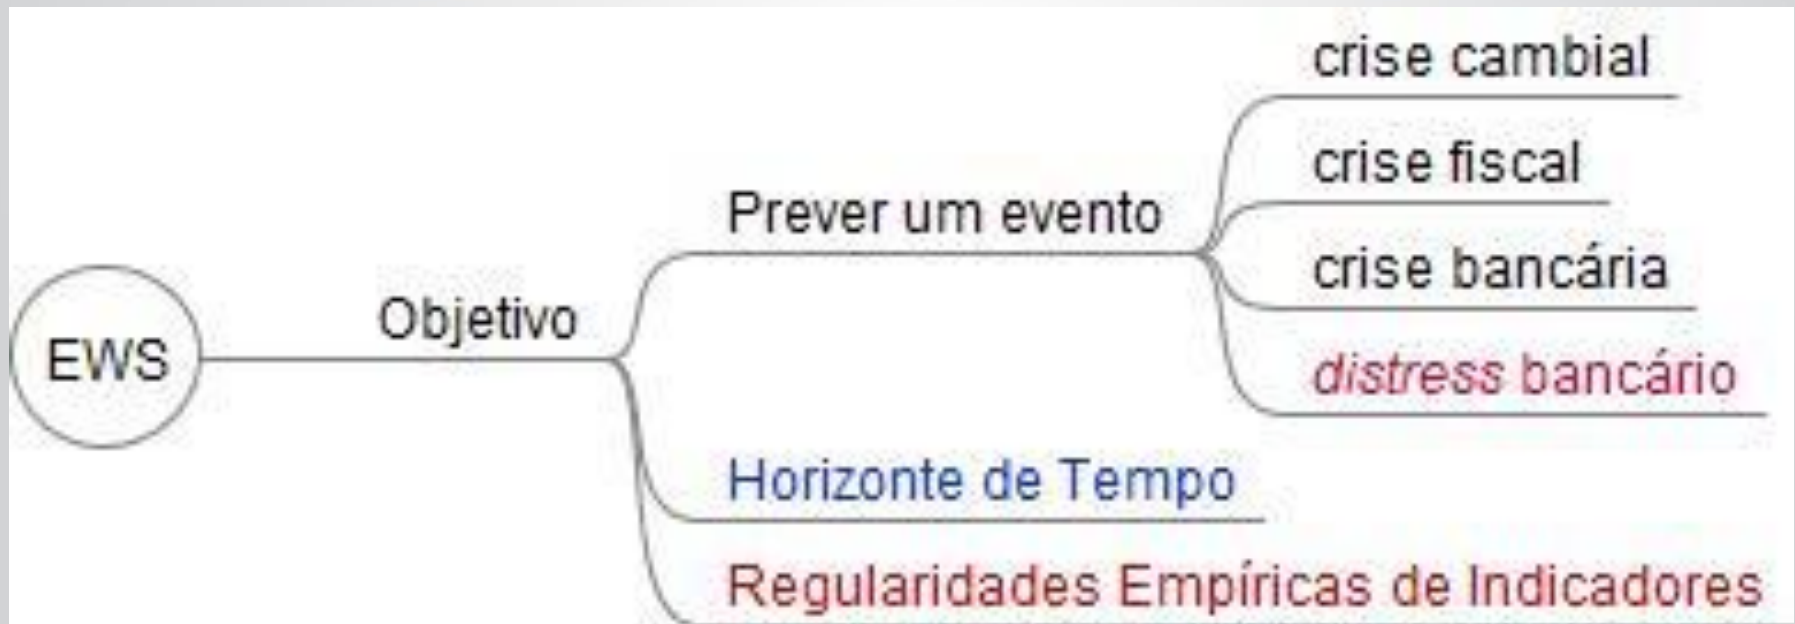 EWS
Objetivo
Prever um evento
crise cambial
crise fiscal
crise bancária
distress bancário
Horizonte de Tempo
Regularidades Empíricas de Indicadores